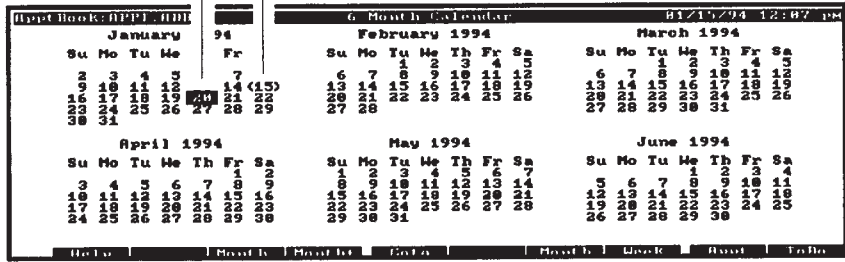 Appt Book:APPT.ADB 6 Month Calendar 01/15/94 12:07 pm
January 94 February 1994 March 1994
Su Mo Tu We Fr Su Mo Tu We Th Fr Sa Su Mo Tu We Th Fr Sa
1 2 3 4 5 1 2 3 4 5
2 3 4 5 7 6 7 8 9 10 11 12 6 7 8 9 10 11 12
9 10 11 12 14 (15) 13 14 15 16 17 18 19 13 14 15 16 17 18 19
16 17 18 19 20 21 22 20 21 22 23 24 25 26 20 21 22 23 24 25 26
23 24 25 26 27 28 29 27 28 27 28 29 30 31
30 31
April 1994 May 1994 June 1994
Su Mo Tu We Th Fr Sa Su Mo Tu We Th Fr Sa Su Mo Tu We Th Fr Sa
1 2 1 2 3 4 5 6 7 1 2 3 4
3 4 5 6 7 8 9 8 9 10 11 12 13 14 5 6 7 8 9 10 11
10 11 12 13 14 15 16 15 16 17 18 19 20 21 12 13 14 15 16 17 18
17 18 19 20 21 22 23 22 23 24 25 26 27 28 19 20 21 22 23 24 25
24 25 26 27 28 29 30 29 30 31 26 27 28 29 30
Help Month Month+ Goto Month Week Appt ToDo